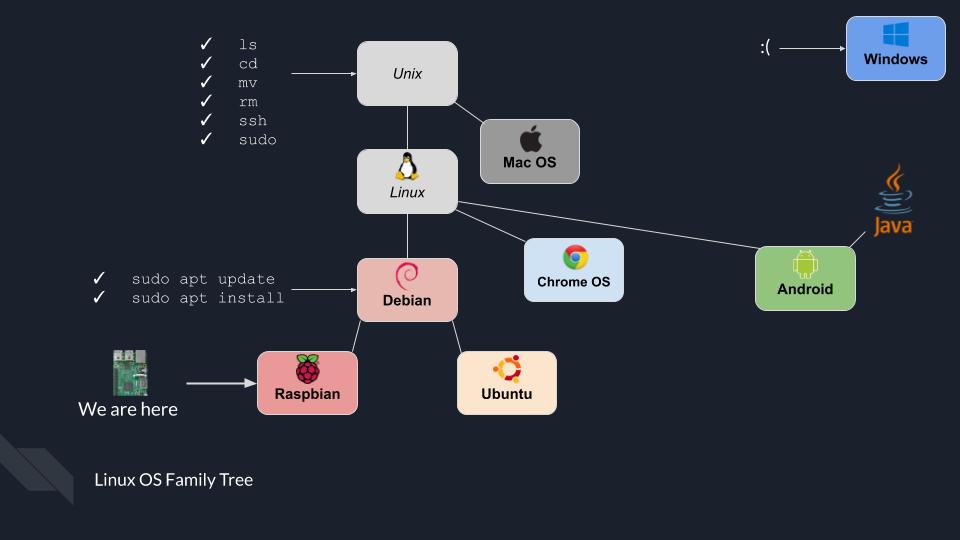 ✓ ls
✓ cd
✓ mv
✓ rm
✓ ssh
✓ sudo
Unix
:(
Windows
Mac OS
Linux
Java
✓ sudo apt update
✓ sudo apt install
Debian
Chrome OS
Android
We are here
Raspbian
Ubuntu
Linux OS Family Tree